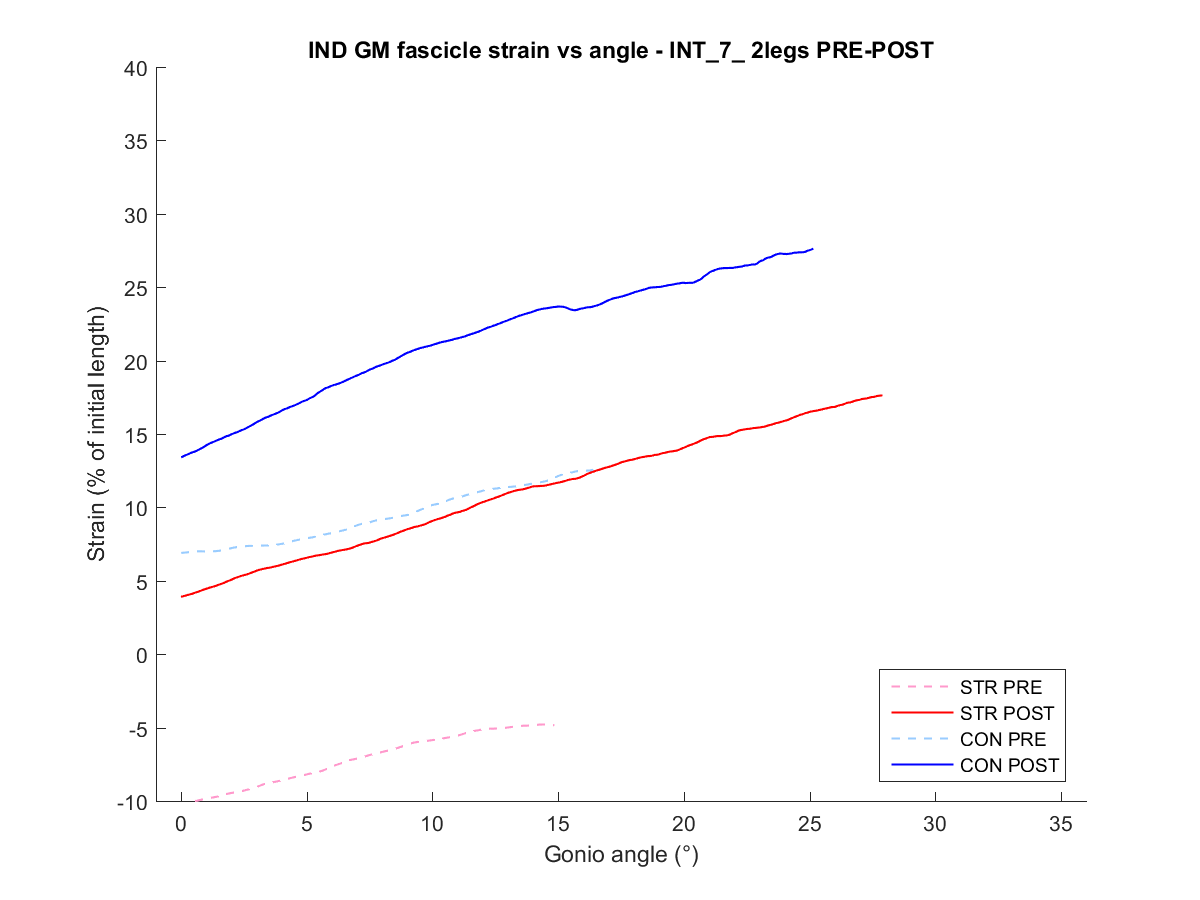 IND GM fascicle strain vs angle - INT_7_ 2legs PRE-POST
40
35
30
25
20
15
10
5
0
-5
-10
Strain (% of initial length)
0 5 10 15 20 25 30 35
Gonio angle (°)
STR PRE
STR POST
CON PRE
CON POST